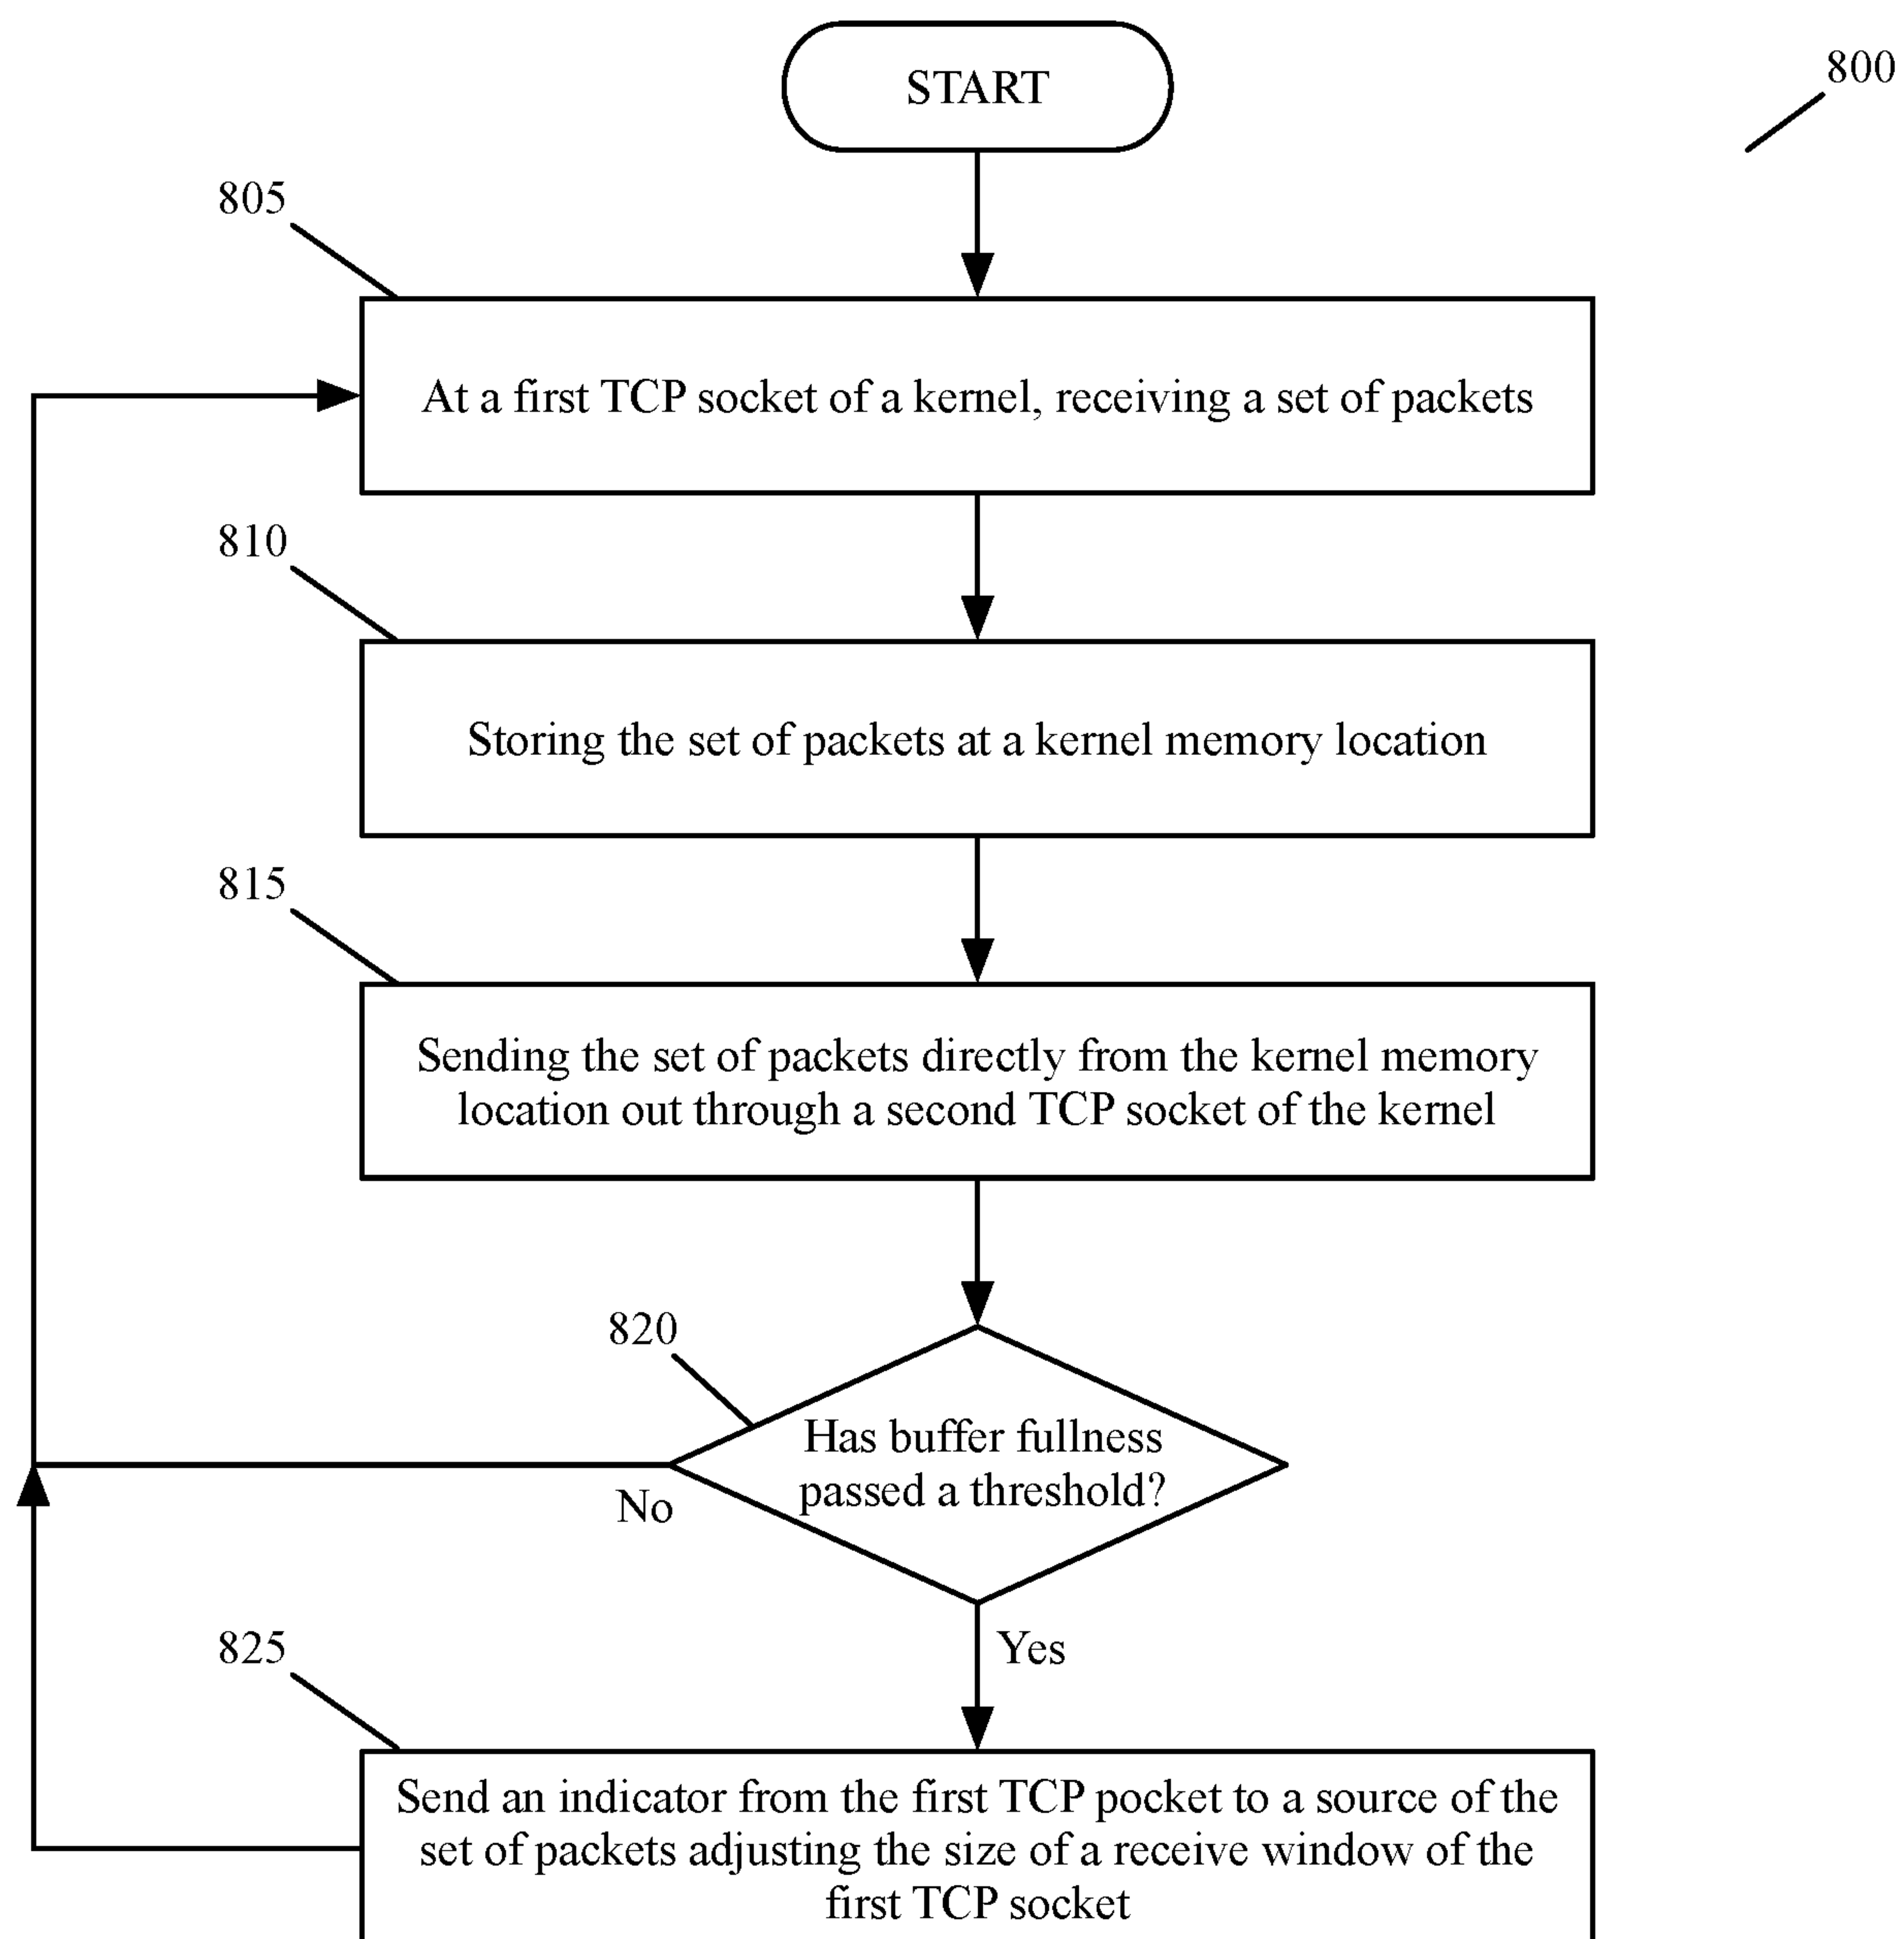 START
800
805
At a first TCP socket of a kernel, receiving a set of packets
810
Storing the set of packets at a kernel memory location
815
Sending the set of packets directly from the kernel memory
location out through a second TCP socket of the kernel
820
Has buffer fullness
passed a threshold?
No
Yes
825
Send an indicator from the first TCP pocket to a source of the
set of packets adjusting the size of a receive window of the
first TCP socket